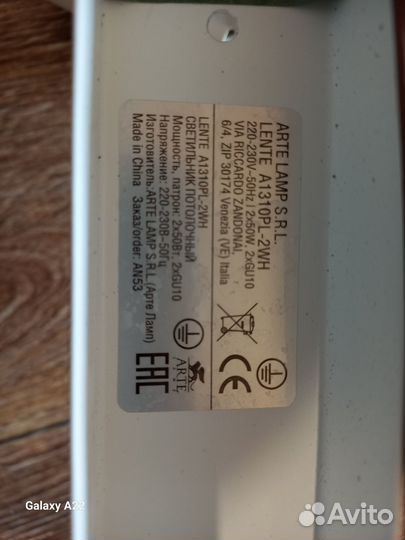 ARTE LAMP S.R.L.
LENTE A1310PL-2WH
220-230V~50Hz | 2x50W, 2xGU10
VIA RICCARDO ZANDONAI,
6/4, ZIP 30174 Venezia (VE) Italia
LENTE A1310PL-2WH
СВЕТИЛЬНИК ПОТОЛОЧНЫЙ
Мощность, патрон: 2x50Вт, 2xGU10
Напряжение: 220-230В~50Гц
Изготовитель:ARTE LAMP S.R.L.(Арте Ламп)
Made in China Заказ/order: AN53
CE
ARTE
EAC
Galaxy A22
Avito